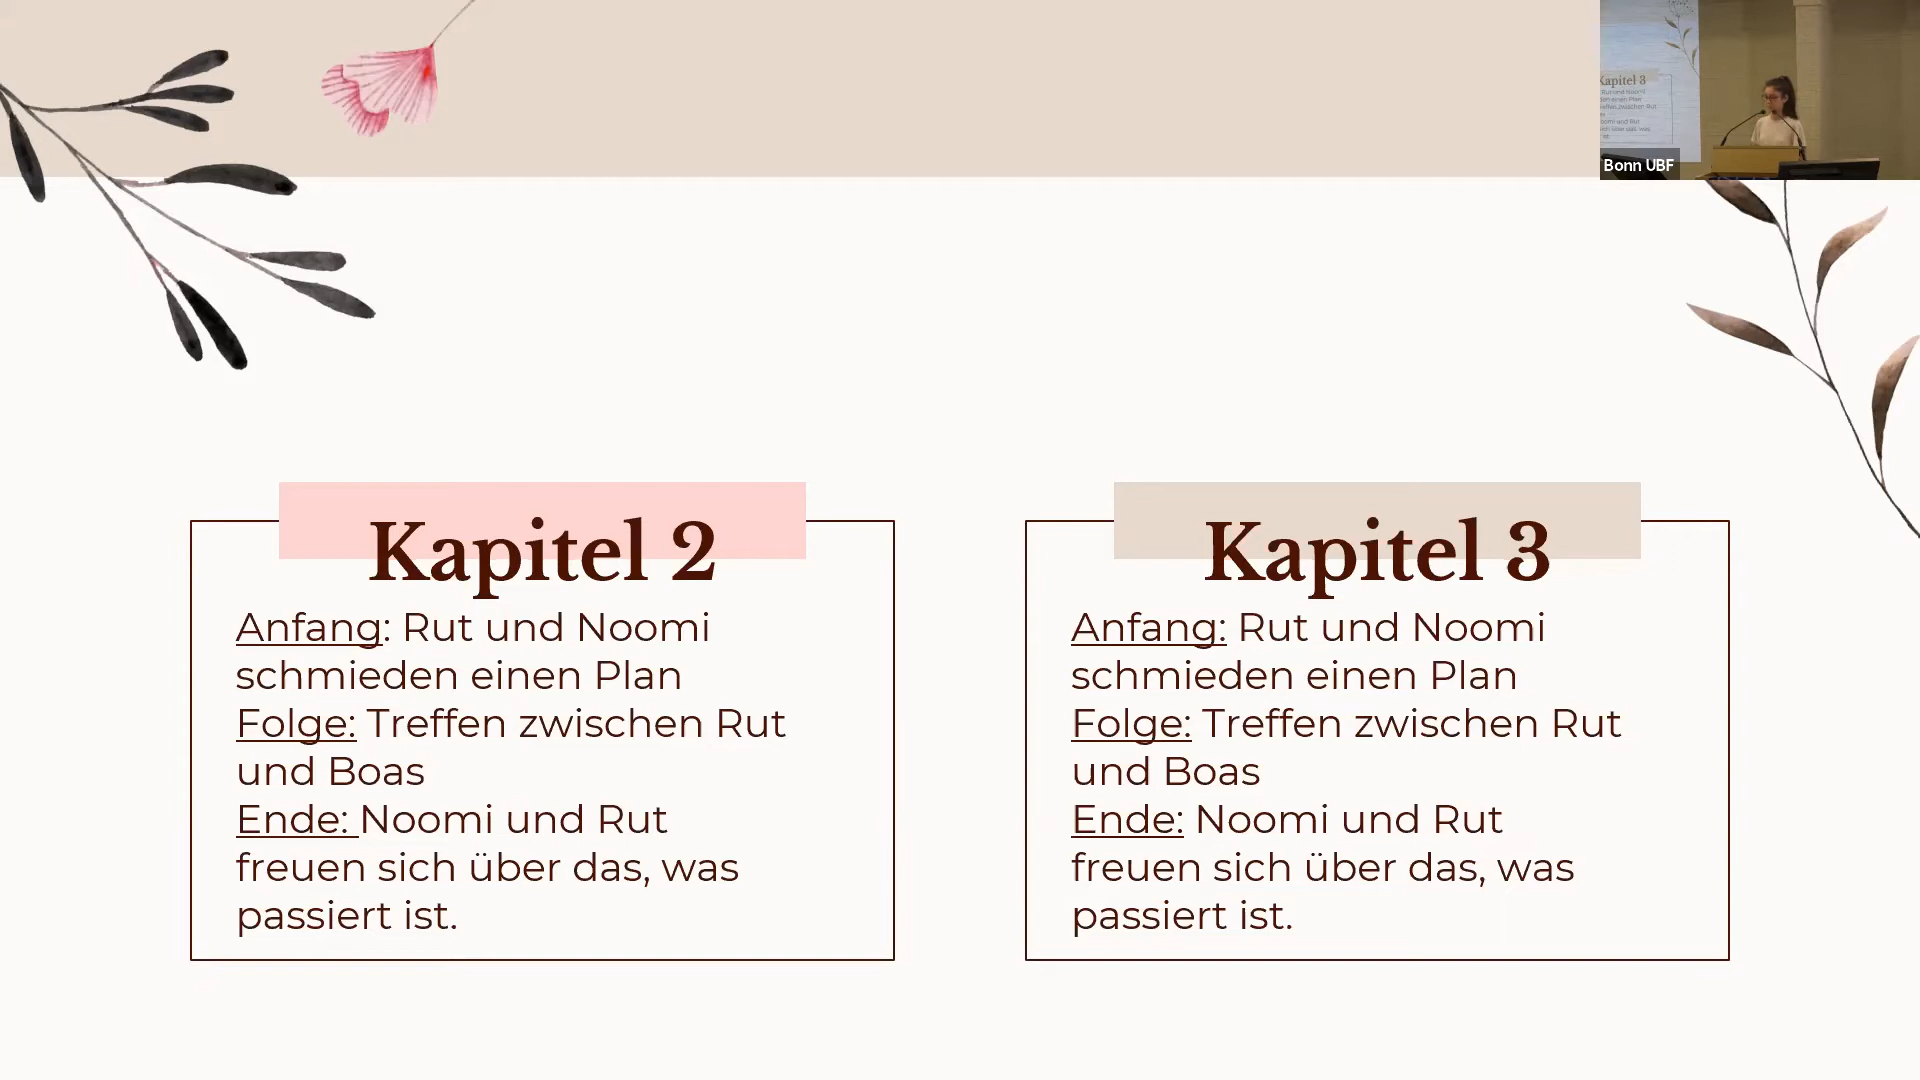 Kapitel 3
Bonn UBF
Kapitel 2
Anfang: Rut und Noomi
schmieden einen Plan
Folge: Treffen zwischen Rut
und Boas
Ende: Noomi und Rut
freuen sich über das, was
passiert ist.
Kapitel 3
Anfang: Rut und Noomi
schmieden einen Plan
Folge: Treffen zwischen Rut
und Boas
Ende: Noomi und Rut
freuen sich über das, was
passiert ist.